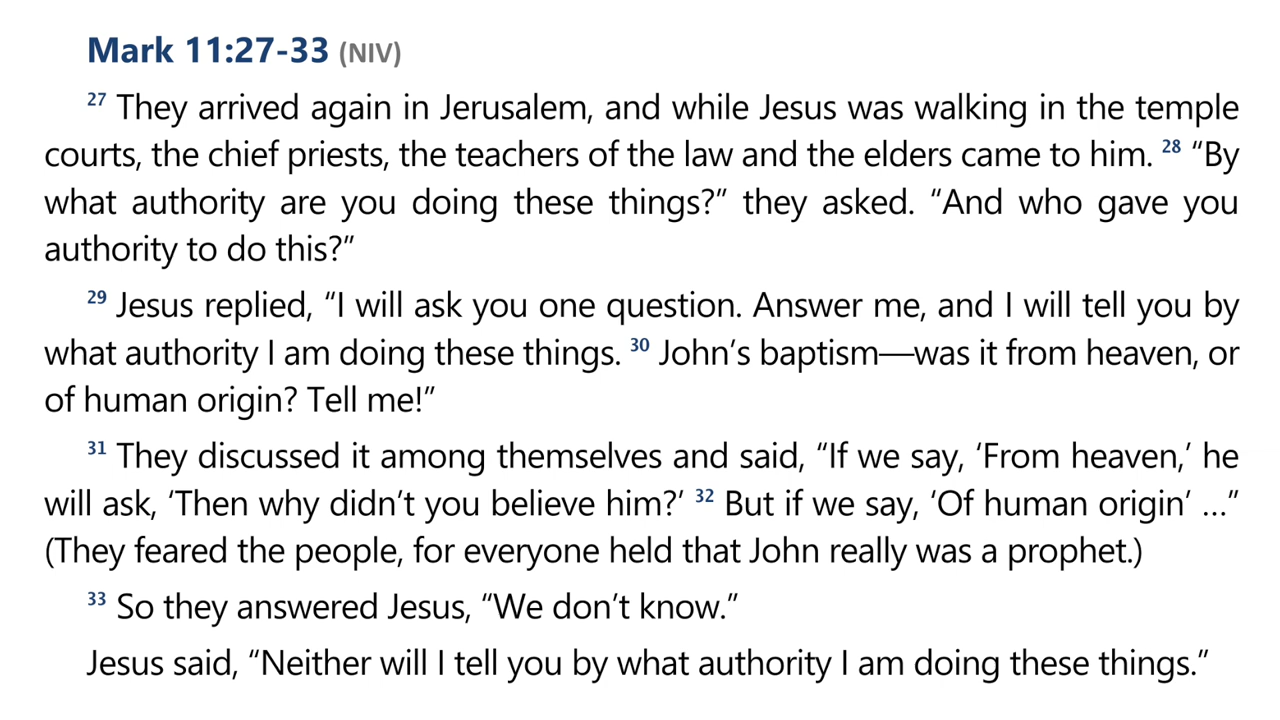 Mark 11:27-33 (NIV)
27 They arrived again in Jerusalem, and while Jesus was walking in the temple
courts, the chief priests, the teachers of the law and the elders came to him. 28 “By
what authority are you doing these things?” they asked. “And who gave you
authority to do this?”
29 Jesus replied, “I will ask you one question. Answer me, and I will tell you by
what authority I am doing these things. 30 John’s baptism—was it from heaven, or
of human origin? Tell me!”
31 They discussed it among themselves and said, “If we say, ‘From heaven,’ he
will ask, ‘Then why didn’t you believe him?’ 32 But if we say, ‘Of human origin’ …”
(They feared the people, for everyone held that John really was a prophet.)
33 So they answered Jesus, “We don’t know.”
Jesus said, “Neither will I tell you by what authority I am doing these things.”